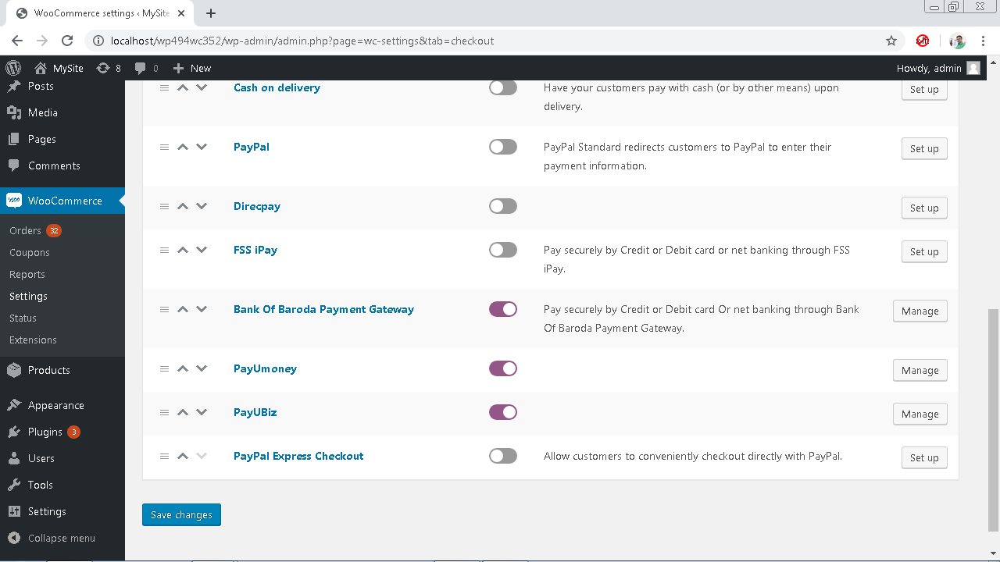 WooCommerce settings ‹ MySite
localhost/wp494wc352/wp-admin/admin.php?page=wc-settings&tab=checkout
MySite 8 0 New Howdy, admin
Posts
Media
Pages
Comments
WooCommerce
Orders 32
Coupons
Reports
Settings
Status
Extensions
Products
Appearance
Plugins 3
Users
Tools
Settings
Collapse menu
Cash on delivery
Have your customers pay with cash (or by other means) upon
delivery.
Set up
PayPal
PayPal Standard redirects customers to PayPal to enter their
payment information.
Set up
Direcpay
Set up
FSS iPay
Pay securely by Credit or Debit card or net banking through FSS
iPay.
Set up
Bank Of Baroda Payment Gateway
Pay securely by Credit or Debit card Or net banking through Bank
Of Baroda Payment Gateway.
Manage
PayUmoney
Manage
PayUBiz
Manage
PayPal Express Checkout
Allow customers to conveniently checkout directly with PayPal.
Set up
Save changes